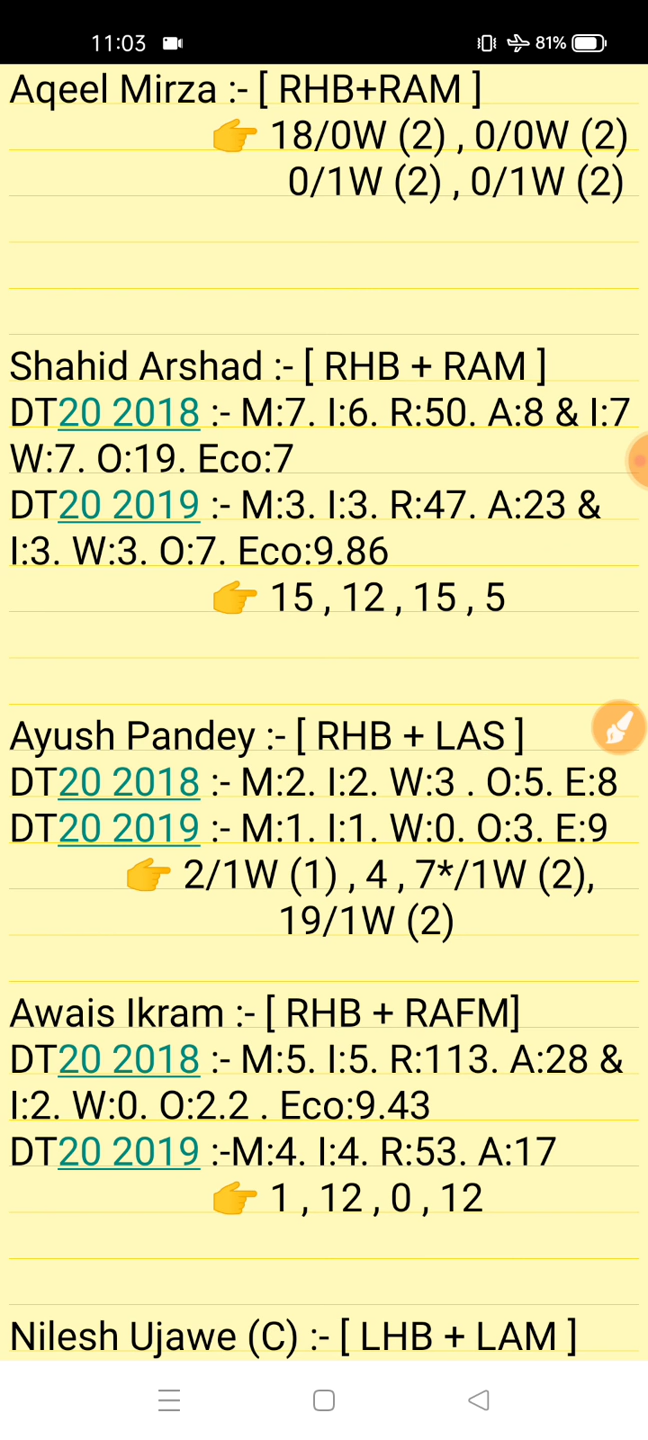 11:03 81%
Aqeel Mirza :- [ RHB+RAM ]
👉 18/0W (2) , 0/0W (2)
0/1W (2) , 0/1W (2)
Shahid Arshad :- [ RHB + RAM ]
DT20 2018 :- M:7. I:6. R:50. A:8 & I:7
W:7. O:19. Eco:7
DT20 2019 :- M:3. I:3. R:47. A:23 &
I:3. W:3. O:7. Eco:9.86
👉 15 , 12 , 15 , 5
Ayush Pandey :- [ RHB + LAS ]
DT20 2018 :- M:2. I:2. W:3 . O:5. E:8
DT20 2019 :- M:1. I:1. W:0. O:3. E:9
👉 2/1W (1) , 4 , 7*/1W (2),
19/1W (2)
Awais Ikram :- [ RHB + RAFM]
DT20 2018 :- M:5. I:5. R:113. A:28 &
I:2. W:0. O:2.2 . Eco:9.43
DT20 2019 :-M:4. I:4. R:53. A:17
👉 1 , 12 , 0 , 12
Nilesh Ujawe (C) :- [ LHB + LAM ]